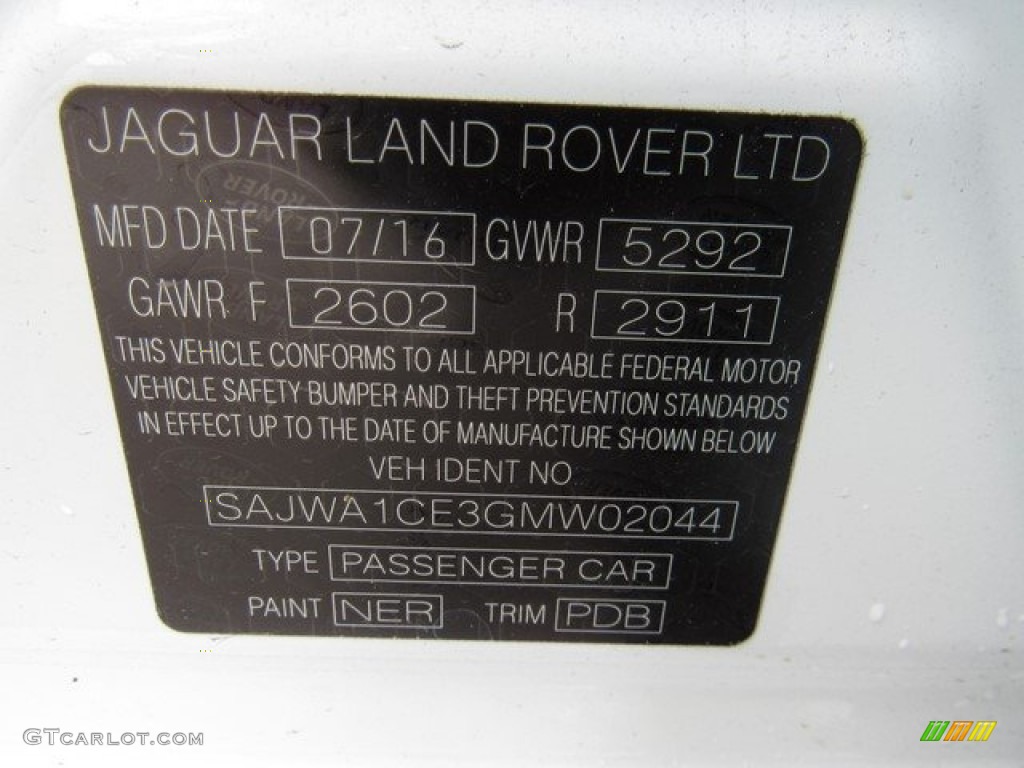 JAGUAR LAND ROVER LTD
MFD DATE 07/16 GVWR 5292
GAWR F 2602 R 2911
THIS VEHICLE CONFORMS TO ALL APPLICABLE FEDERAL MOTOR
VEHICLE SAFETY BUMPER AND THEFT PREVENTION STANDARDS
IN EFFECT UP TO THE DATE OF MANUFACTURE SHOWN BELOW
VEH IDENT NO
SAJWA1CE3GMW02044
TYPE PASSENGER CAR
PAINT NER TRIM PDB
GTCARLOT.COM